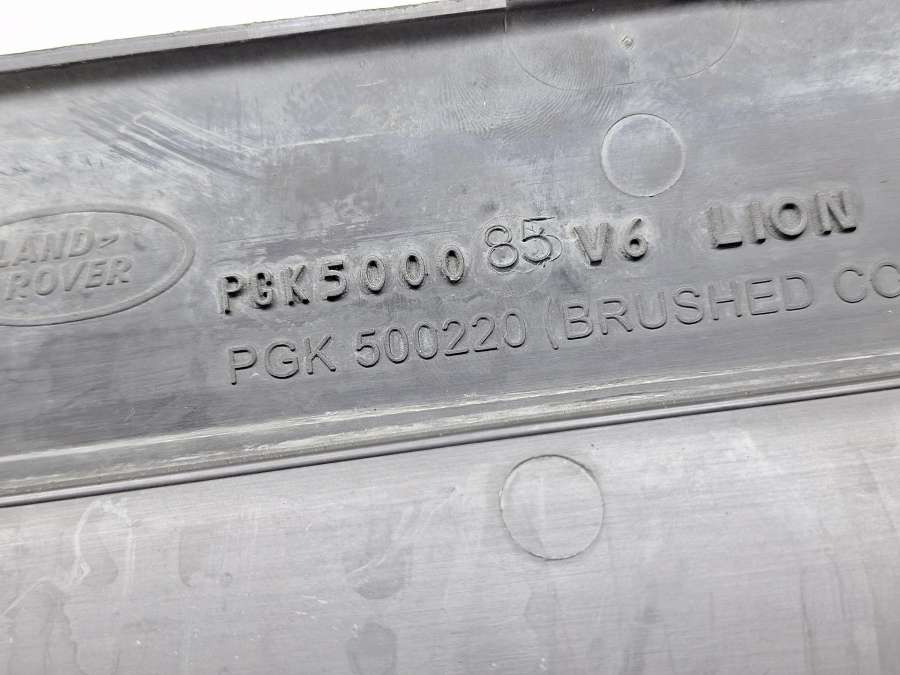 LAND-
ROVER
PGK500085 V6 LION
PGK 500220 (BRUSHED CO